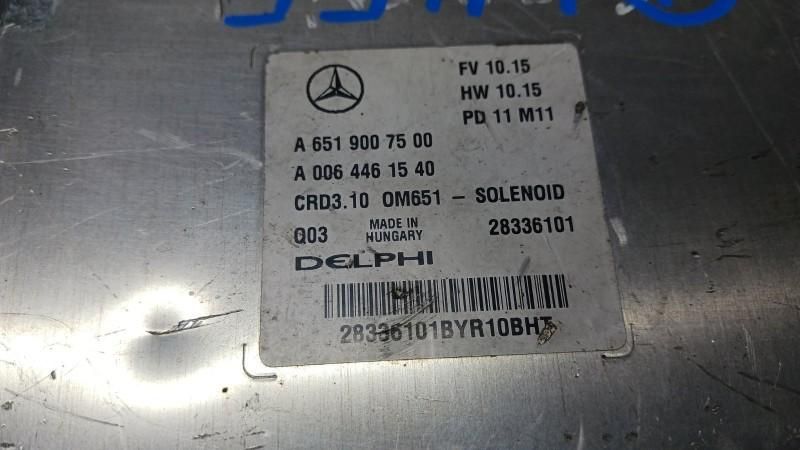 FV 10.15
HW 10.15
PD 11 M11
A 651 900 75 00
A 006 446 15 40
CRD3.10 OM651 - SOLENOID
Q03 MADE IN HUNGARY 28336101
DELPHI
28336101BYR10BHT